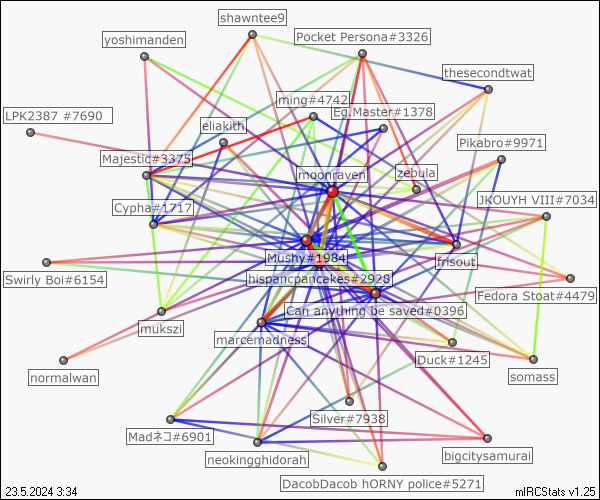 shawntee9
yoshimanden
Pocket Persona#3326
thesecondtwat
ming#4742
Eg.Master#1378
LPK2387 #7690
eliakith
Pikabro#9971
Majestic#3375
moonraven
zebula
Cypha#1717
JKOUYH VIII#7034
Mushy#1984
frisout
hispancpancakes#2928
Swirly Boi#6154
Fedora Stoat#4479
Can anything be saved#0396
mukszi
marcemadness
Duck#1245
normalwan
somass
Silver#7938
Madネコ#6901
bigcitysamurai
neokingghidorah
DacobDacob hORNY police#5271
23.5.2024 3:34
mIRCStats v1.25